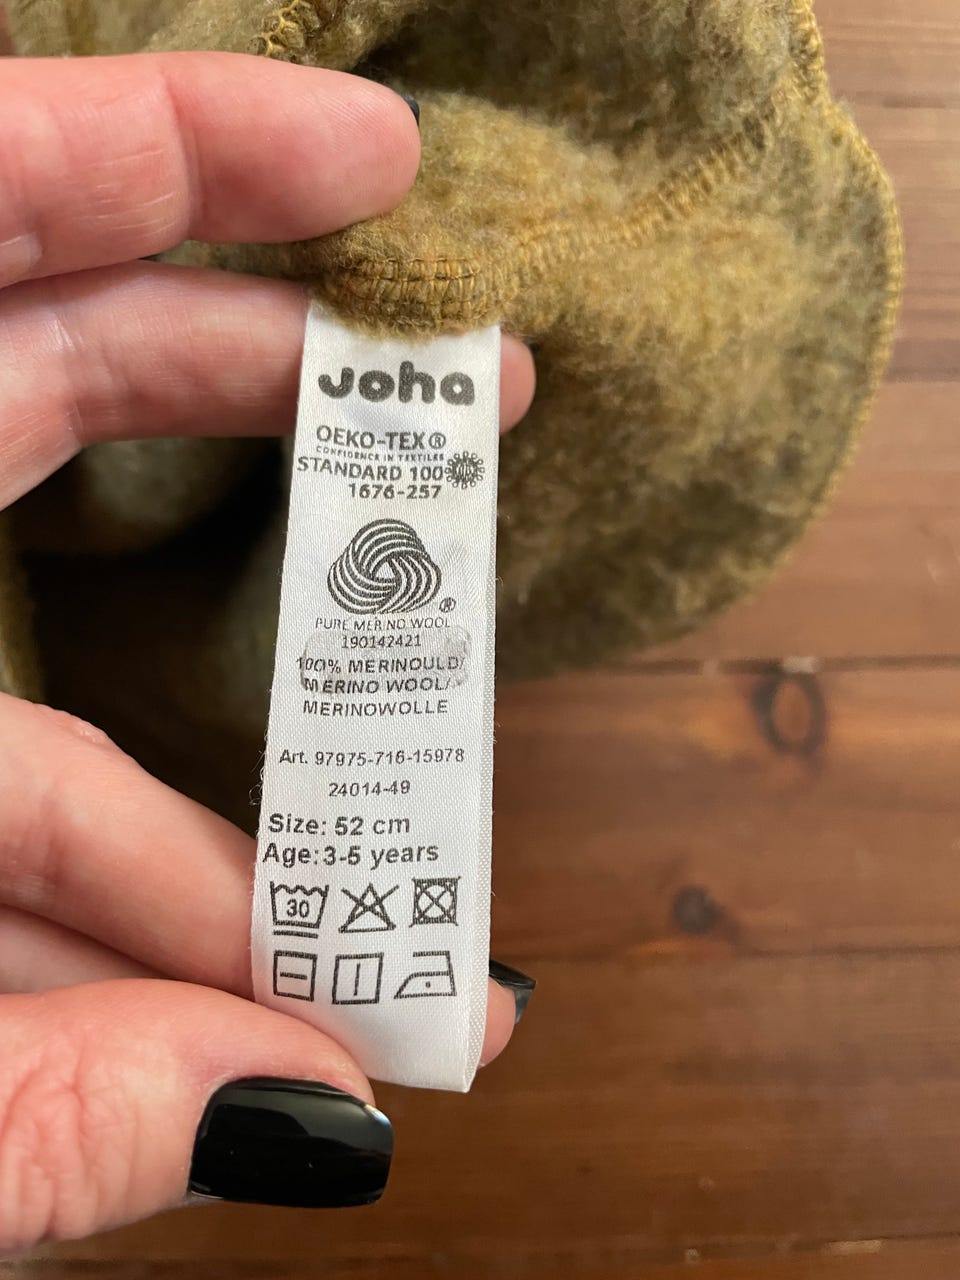 Joha
OEKO-TEX®
CONFIDENCE IN TEXTILES
STANDARD 100
1676-257
®
PURE MERINO WOOL
190142421
100% MERINOULD/
MERINO WOOL/
MERINOWOLLE
Art. 97975-716-15978
24014-49
Size: 52 cm
Age:3-5 years
30